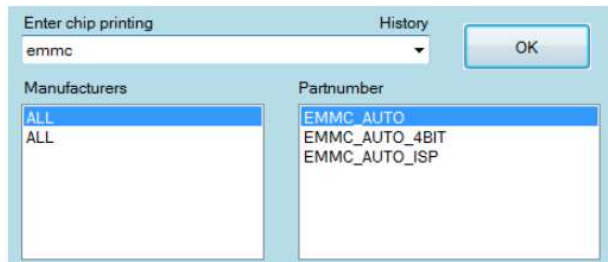 Enter chip printing History
emmc
OK
Manufacturers
ALL
ALL
Partnumber
EMMC_AUTO
EMMC_AUTO_4BIT
EMMC_AUTO_ISP